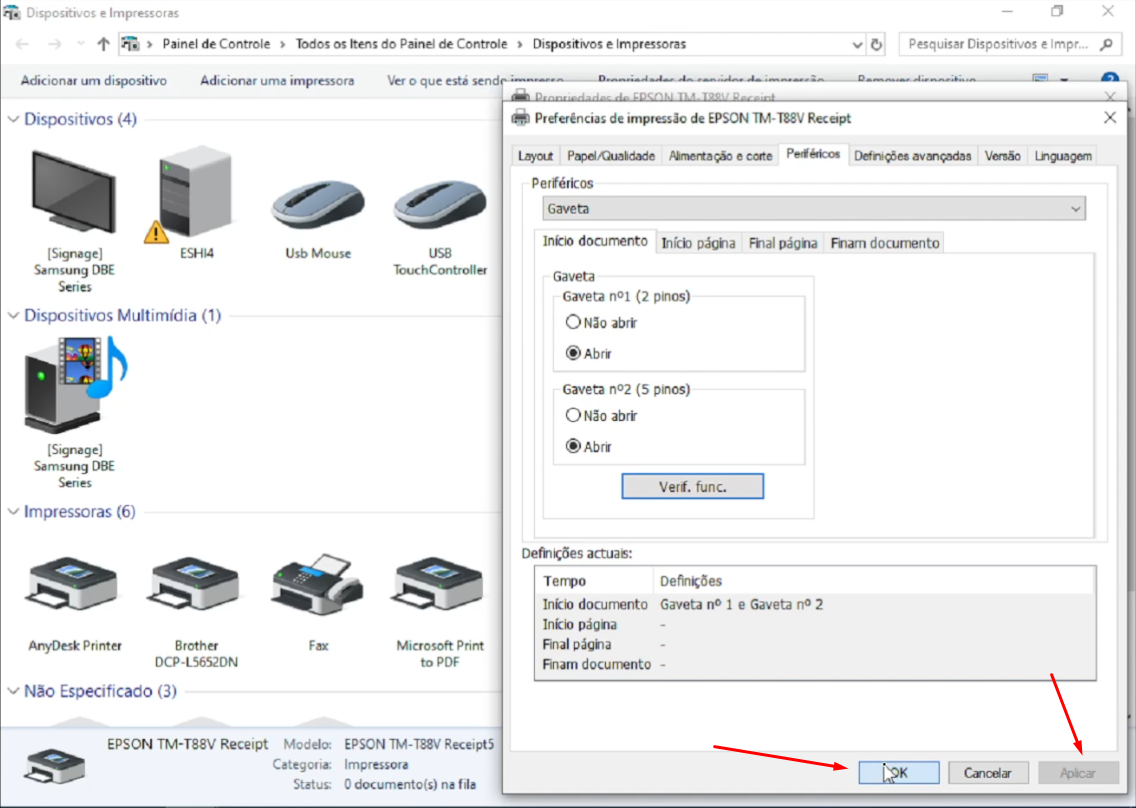 Dispositivos e Impressoras
Painel de Controle > Todos os Itens do Painel de Controle > Dispositivos e Impressoras
Pesquisar Dispositivos e Impr...
Adicionar um dispositivo
Adicionar uma impressora
Ver o que está sendo impresso
Propriedades do servidor de impressão
Remover dispositivo
Dispositivos (4)
[Signage]
Samsung DBE
Series
ESHI4
Usb Mouse
USB
TouchController
Dispositivos Multimídia (1)
[Signage]
Samsung DBE
Series
Impressoras (6)
AnyDesk Printer
Brother
DCP-L5652DN
Fax
Microsoft Print
to PDF
Não Especificado (3)
EPSON TM-T88V Receipt
Modelo: EPSON TM-T88V Receipt5
Categoria: Impressora
Status: 0 documento(s) na fila
Propriedades de EPSON TM-T88V Receipt
Preferências de impressão de EPSON TM-T88V Receipt
Layout
Papel/Qualidade
Alimentação e corte
Periféricos
Definições avançadas
Versão
Linguagem
Periféricos
Gaveta
Início documento
Início página
Final página
Finam documento
Gaveta
Gaveta nº1 (2 pinos)
Não abrir
Abrir
Gaveta nº2 (5 pinos)
Não abrir
Abrir
Verif. func.
Definições actuais:
Tempo Definições
Início documento Gaveta nº 1 e Gaveta nº 2
Início página -
Final página -
Finam documento -
OK
Cancelar
Aplicar